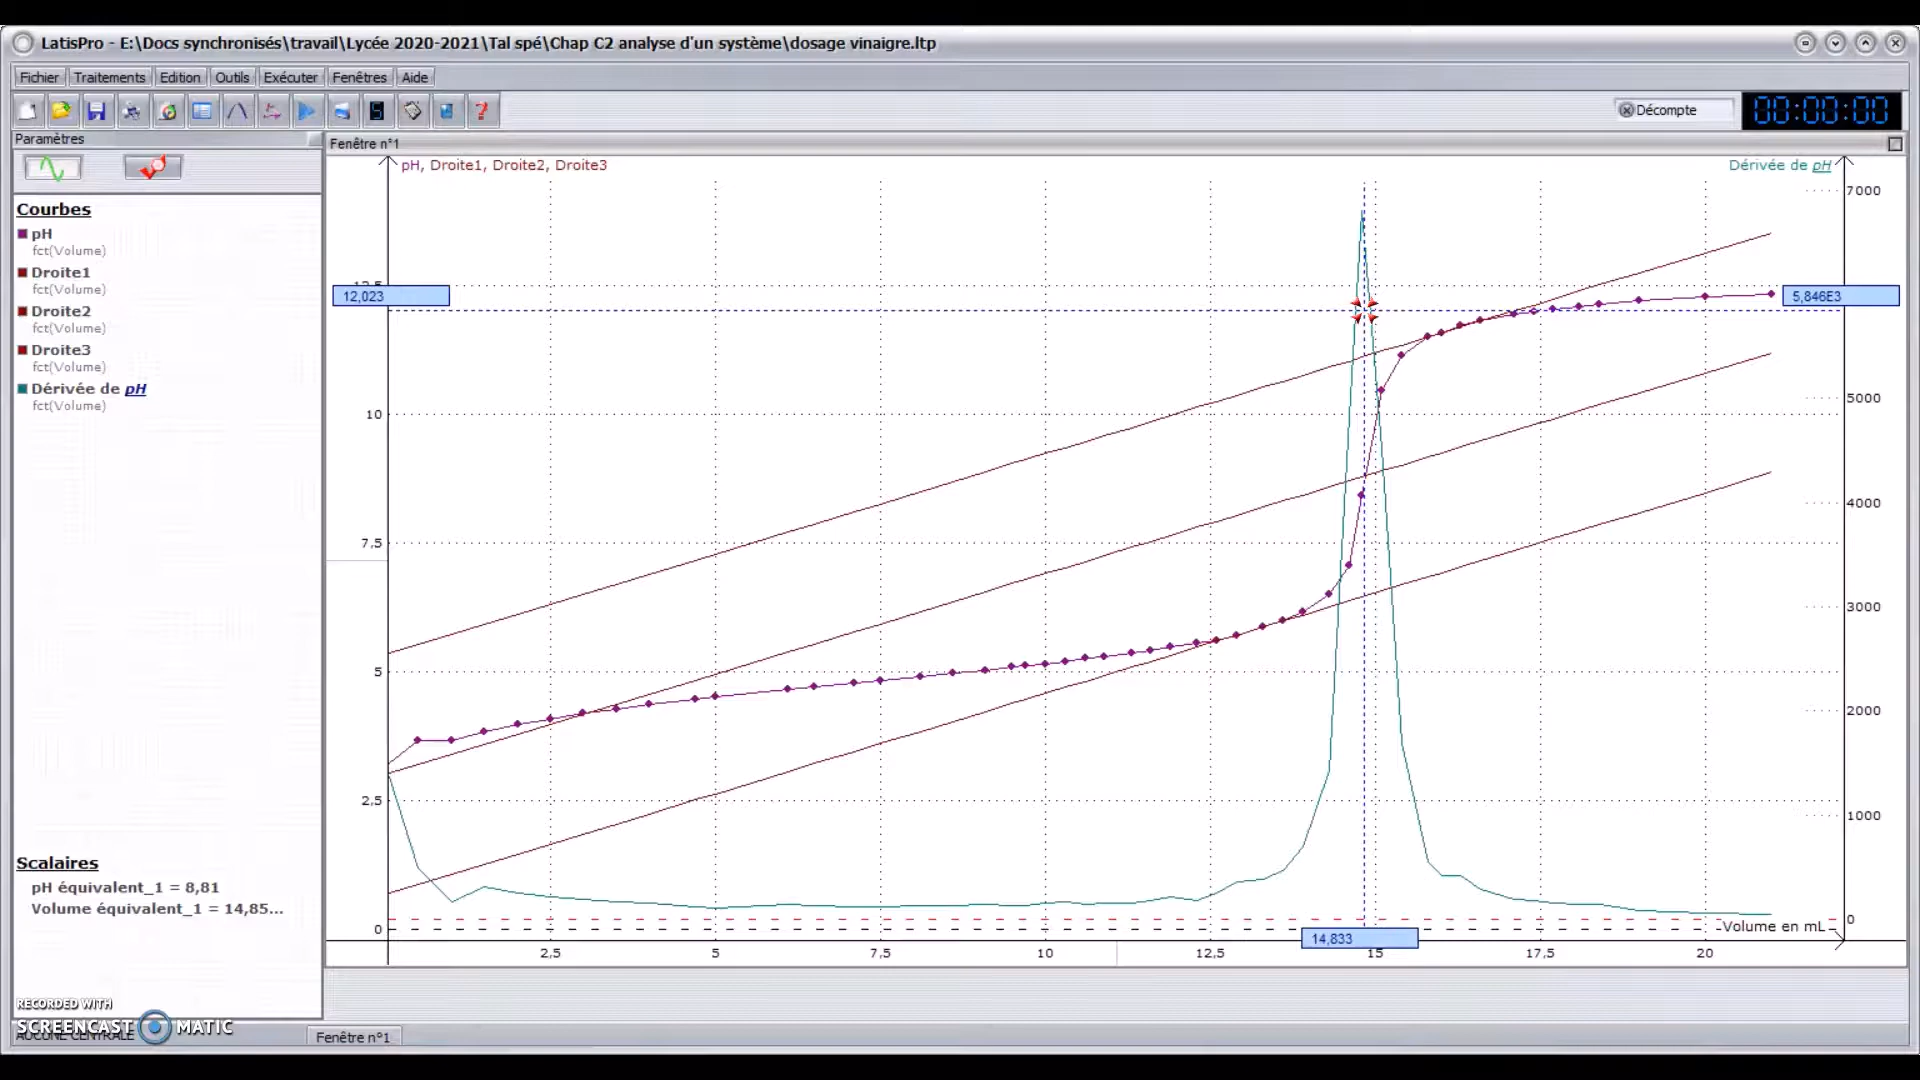 LatisPro - E:\Docs synchronisés\travail\Lycée 2020-2021\Tal spé\Chap C2 analyse d'un système\dosage vinaigre.ltp
Fichier Traitements Edition Outils Exécuter Fenêtres Aide
Décompte 00:00:00
Paramètres
Fenêtre n°1
pH, Droite1, Droite2, Droite3
Dérivée de pH
Courbes
pH
fct(Volume)
Droite1
fct(Volume)
Droite2
fct(Volume)
Droite3
fct(Volume)
Dérivée de pH
fct(Volume)
Scalaires
pH équivalent_1 = 8,81
Volume équivalent_1 = 14,85...
12,023
10
7,5
5
2,5
0
7000
5,846E3
5000
4000
3000
2000
1000
0
Volume en mL
14,833
2,5 5 7,5 10 12,5 15 17,5 20
RECORDED WITH
SCREENCAST MATIC
AUCUNE CENTRALE
Fenêtre n°1